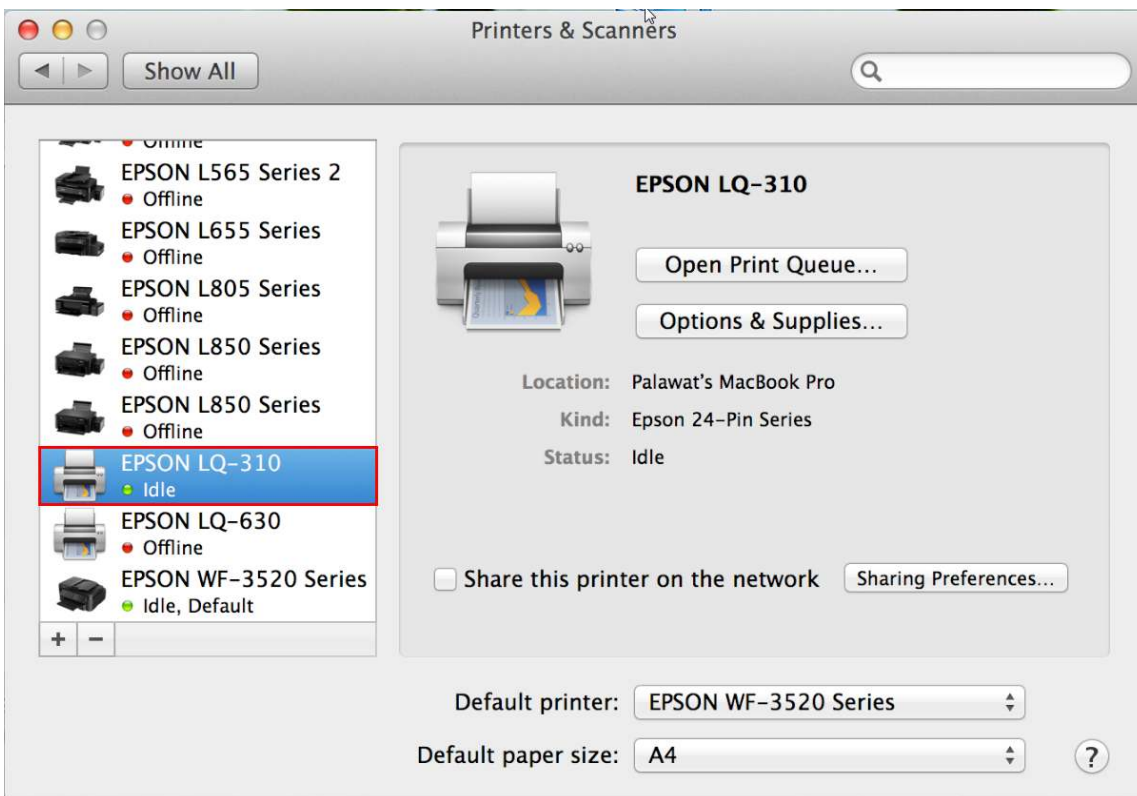 Printers & Scanners
Show All
Offline
EPSON L565 Series 2
Offline
EPSON L655 Series
Offline
EPSON L805 Series
Offline
EPSON L850 Series
Offline
EPSON L850 Series
Offline
EPSON LQ-310
Idle
EPSON LQ-630
Offline
EPSON WF-3520 Series
Idle, Default
+ −
EPSON LQ-310
Open Print Queue...
Options & Supplies...
Location: Palawat's MacBook Pro
Kind: Epson 24-Pin Series
Status: Idle
Share this printer on the network
Sharing Preferences...
Default printer: EPSON WF-3520 Series
Default paper size: A4
?